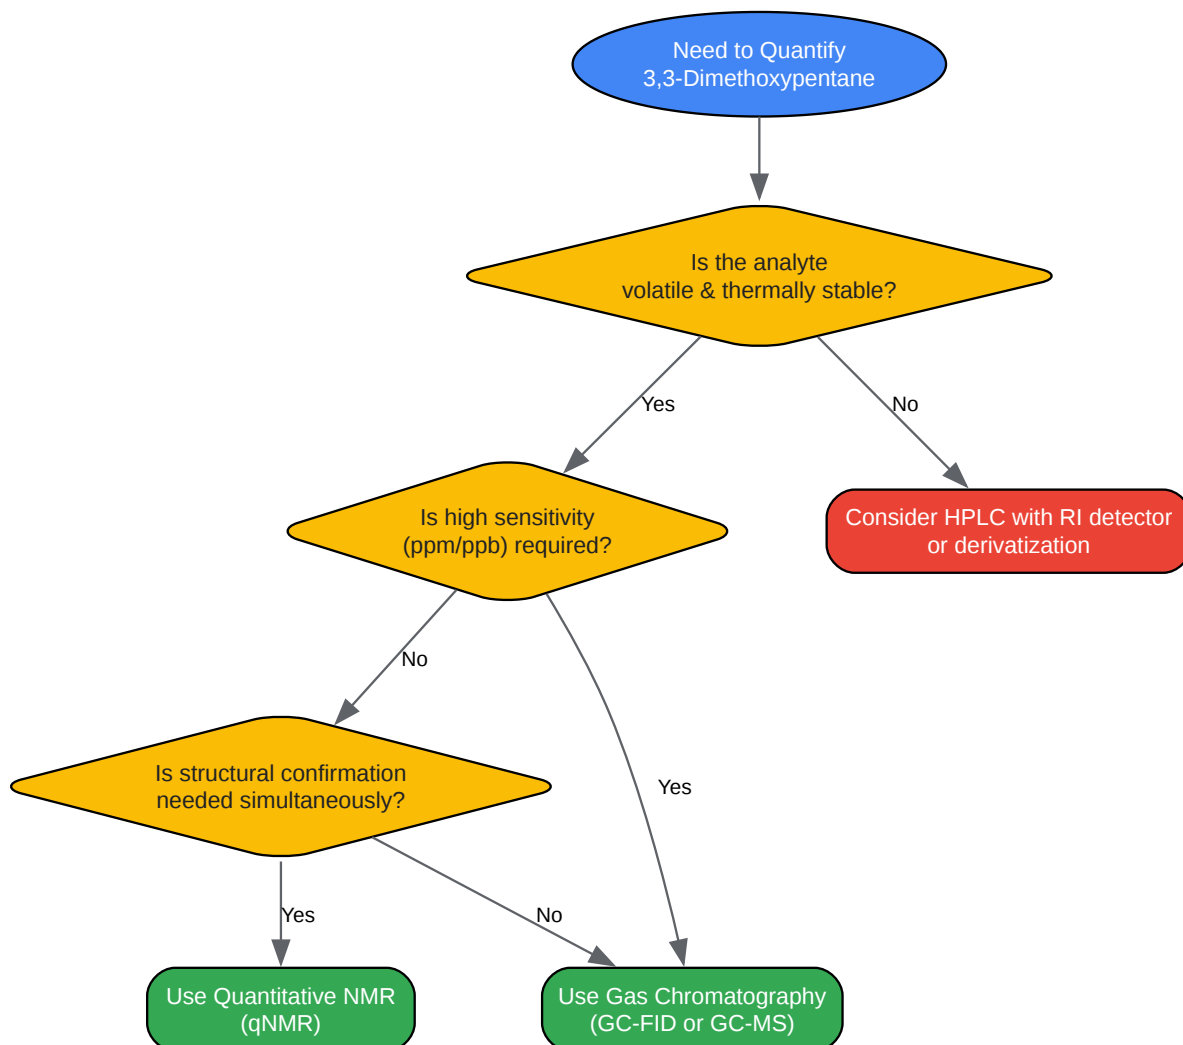 Need to Quantify
3,3-Dimethoxypentane
Is the analyte
volatile & thermally stable?
Yes
No
Is high sensitivity
(ppm/ppb) required?
Consider HPLC with RI detector
or derivatization
No
Yes
Is structural confirmation
needed simultaneously?
Yes
No
Use Quantitative NMR
(qNMR)
Use Gas Chromatography
(GC-FID or GC-MS)